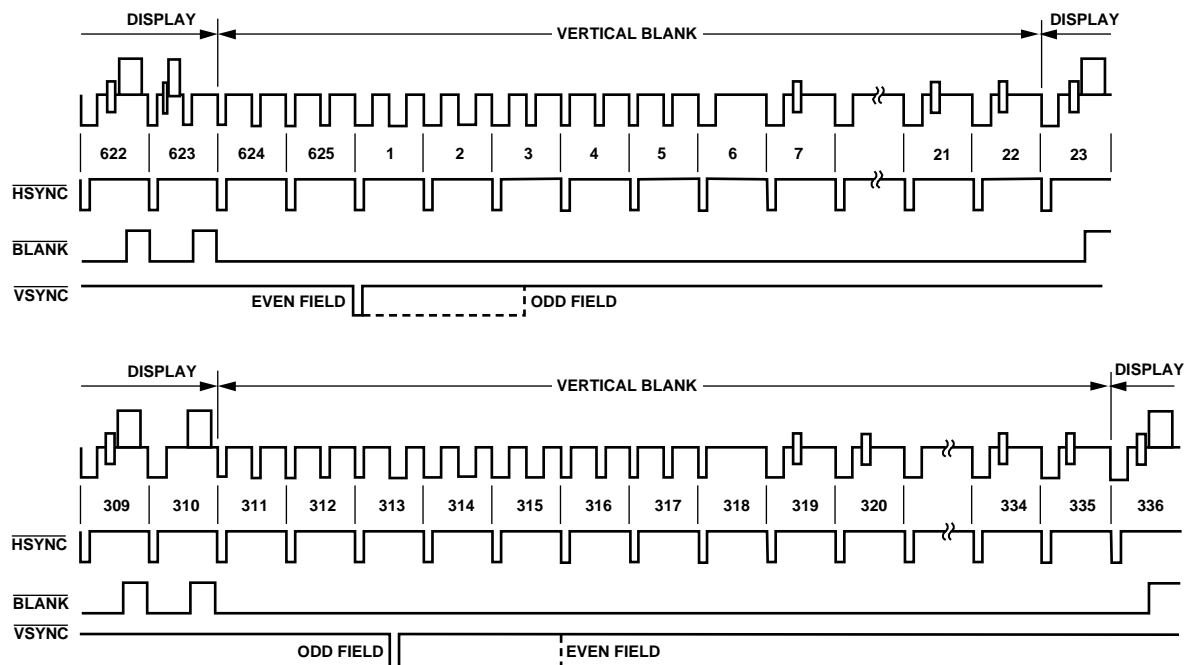 DISPLAY VERTICAL BLANK DISPLAY
622 623 624 625 1 2 3 4 5 6 7 21 22 23
HSYNC
BLANK
VSYNC
EVEN FIELD ODD FIELD
DISPLAY VERTICAL BLANK DISPLAY
309 310 311 312 313 314 315 316 317 318 319 320 334 335 336
HSYNC
BLANK
VSYNC
ODD FIELD EVEN FIELD